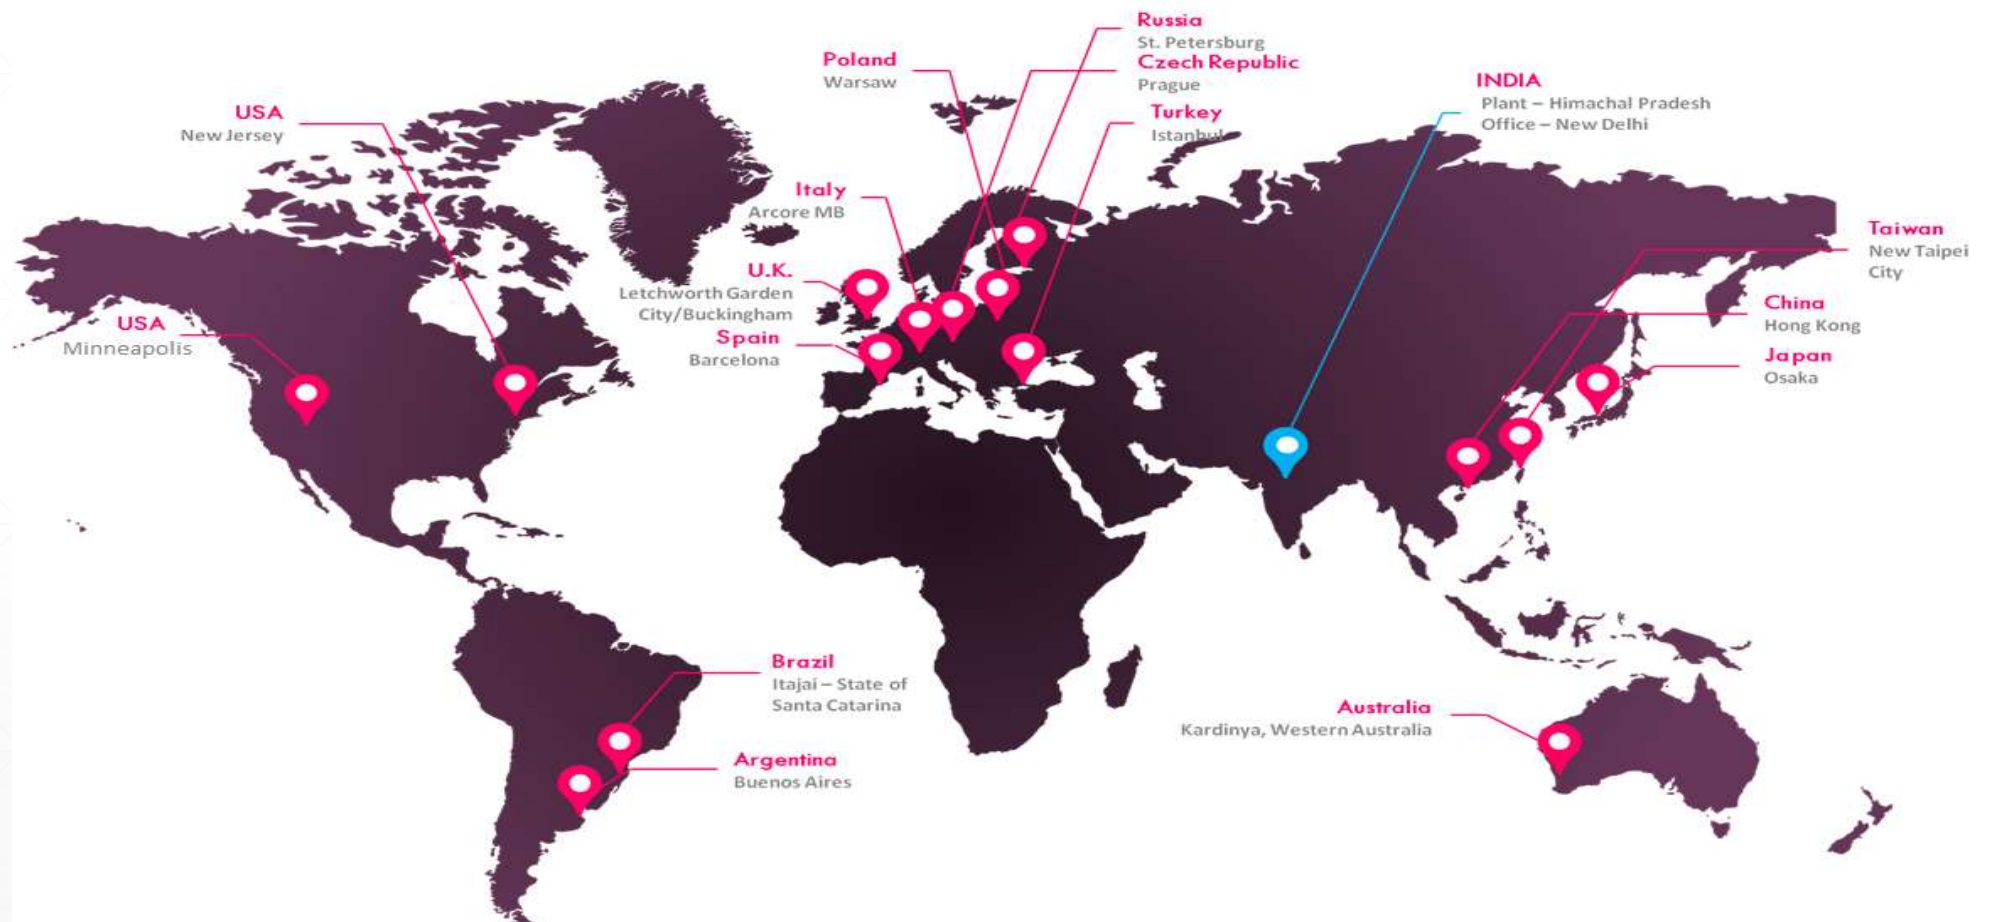 Russia
St. Petersburg
Czech Republic
Prague
Poland
Warsaw
INDIA
Plant – Himachal Pradesh
Office – New Delhi
Turkey
Istanbul
USA
New Jersey
Italy
Arcore MB
Taiwan
New Taipei
City
U.K.
Letchworth Garden
City/Buckingham
China
Hong Kong
USA
Minneapolis
Spain
Barcelona
Japan
Osaka
Brazil
Itajai – State of
Santa Catarina
Australia
Kardinya, Western Australia
Argentina
Buenos Aires